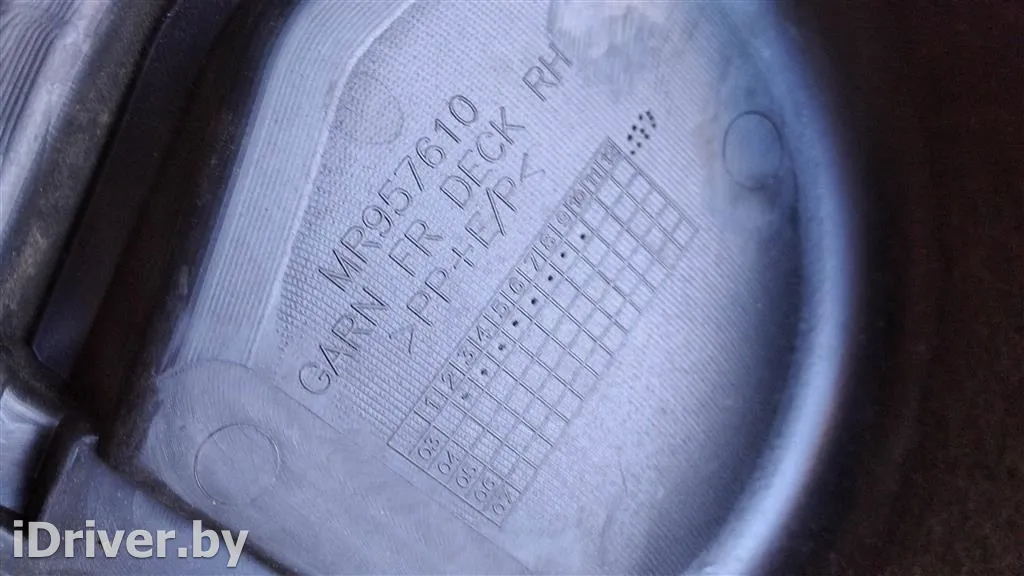 MR957610
GARN FR DECK RH
>PP+E/P<
1 2 3 4 5 6 7 8 9 10 11 12
03
04
05
06
07
iDriver.by